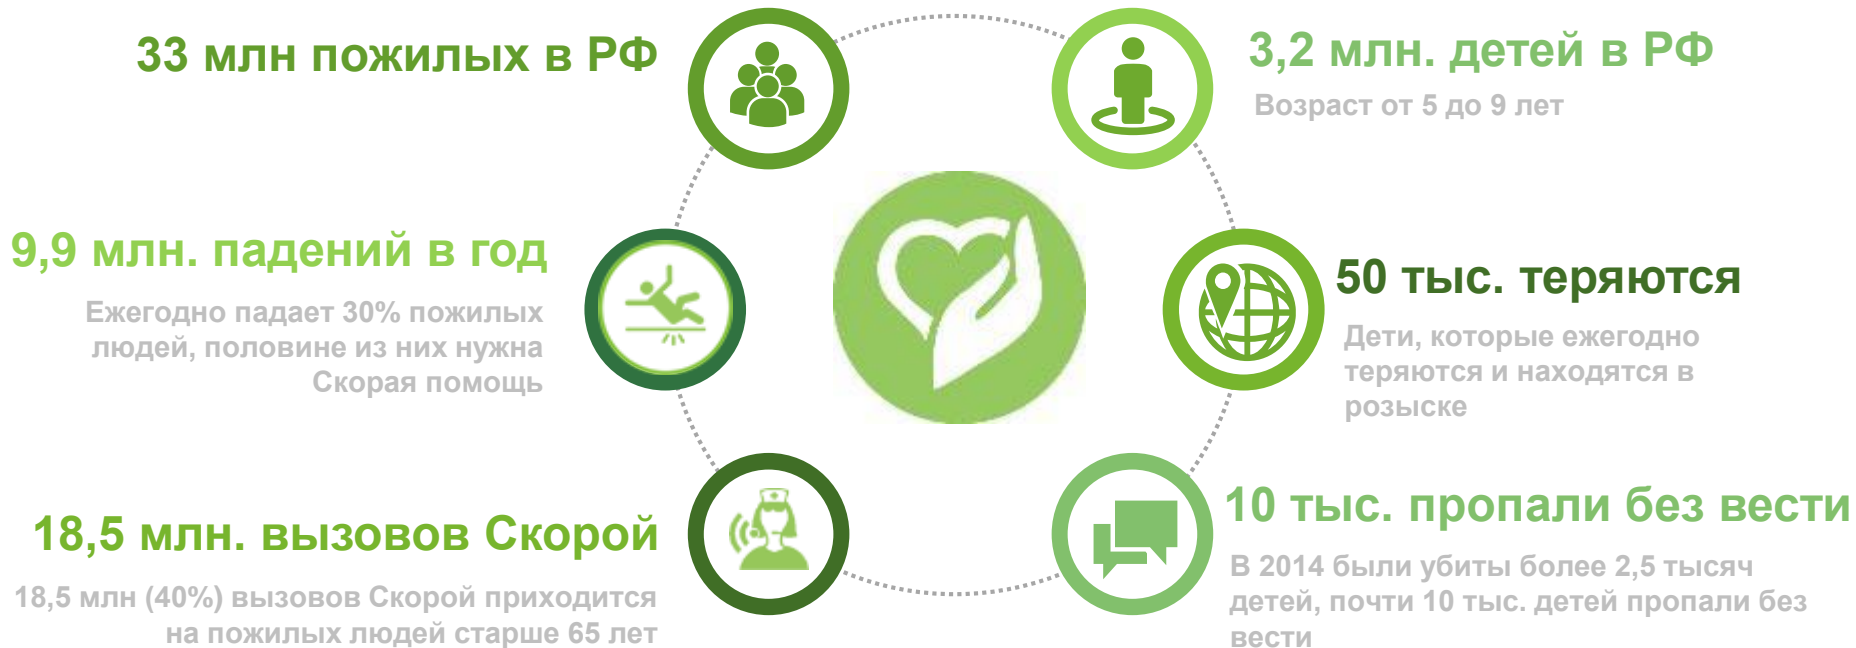 33 млн пожилых в РФ
9,9 млн. падений в год
Ежегодно падает 30% пожилых
людей, половине из них нужна
Скорая помощь
18,5 млн. вызовов Скорой
18,5 млн (40%) вызовов Скорой приходится
на пожилых людей старше 65 лет
3,2 млн. детей в РФ
Возраст от 5 до 9 лет
50 тыс. теряются
Дети, которые ежегодно
теряются и находятся в
розыске
10 тыс. пропали без вести
В 2014 были убиты более 2,5 тысяч
детей, почти 10 тыс. детей пропали без
вести